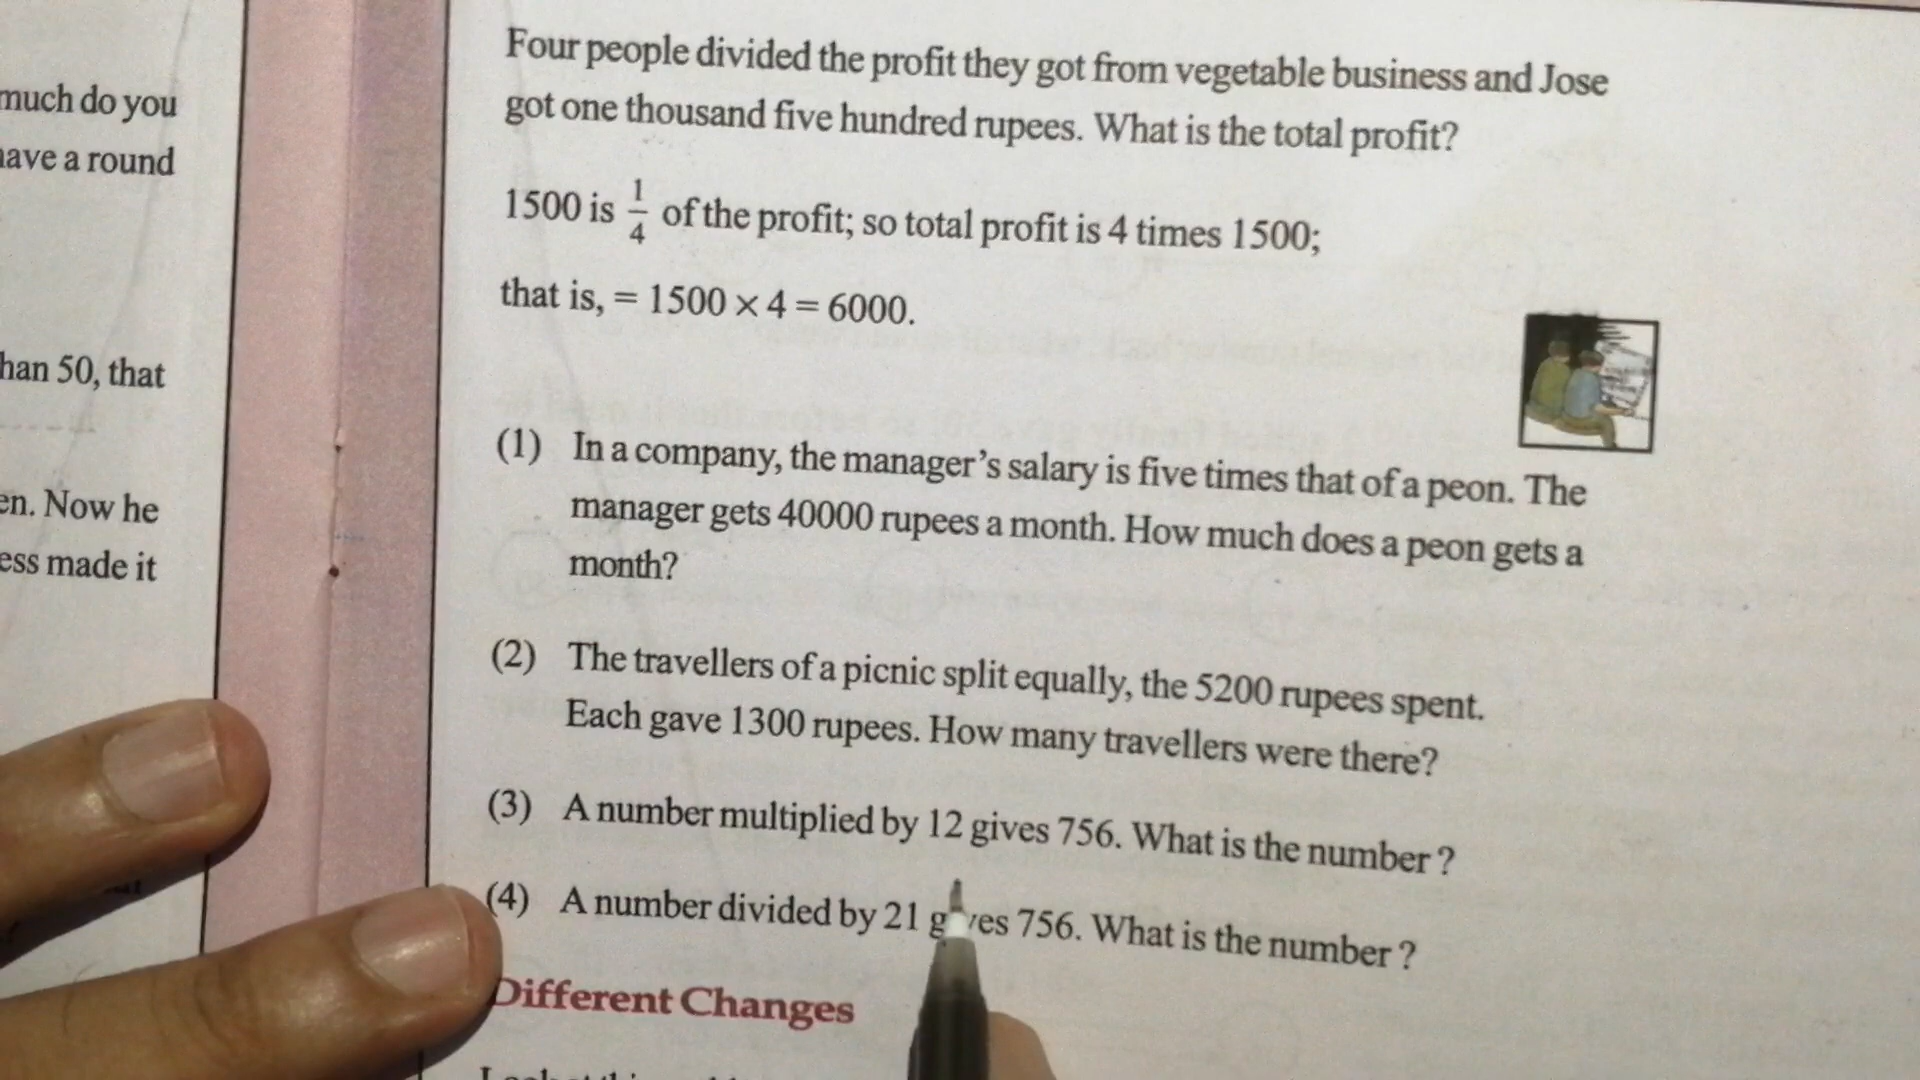 much do you
have a round
han 50, that
en. Now he
ess made it
Four people divided the profit they got from vegetable business and Jose
got one thousand five hundred rupees. What is the total profit?
1500 is 1/4 of the profit; so total profit is 4 times 1500;
that is, = 1500 × 4 = 6000.
(1) In a company, the manager's salary is five times that of a peon. The
manager gets 40000 rupees a month. How much does a peon gets a
month?
(2) The travellers of a picnic split equally, the 5200 rupees spent.
Each gave 1300 rupees. How many travellers were there?
(3) A number multiplied by 12 gives 756. What is the number ?
(4) A number divided by 21 gives 756. What is the number ?
Different Changes